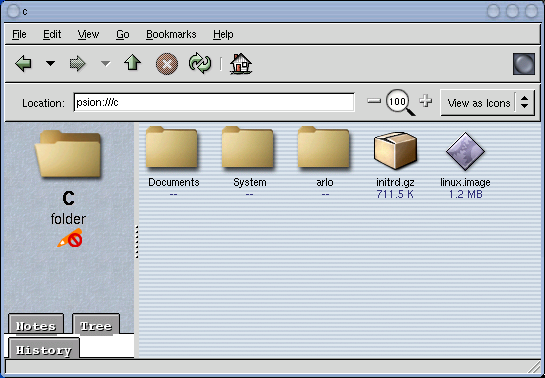 c
File Edit View Go Bookmarks Help
Location: psion:///c 100 View as Icons
C
folder
Documents System arlo initrd.gz linux.image
-- -- -- 711.5 K 1.2 MB
Notes Tree
History